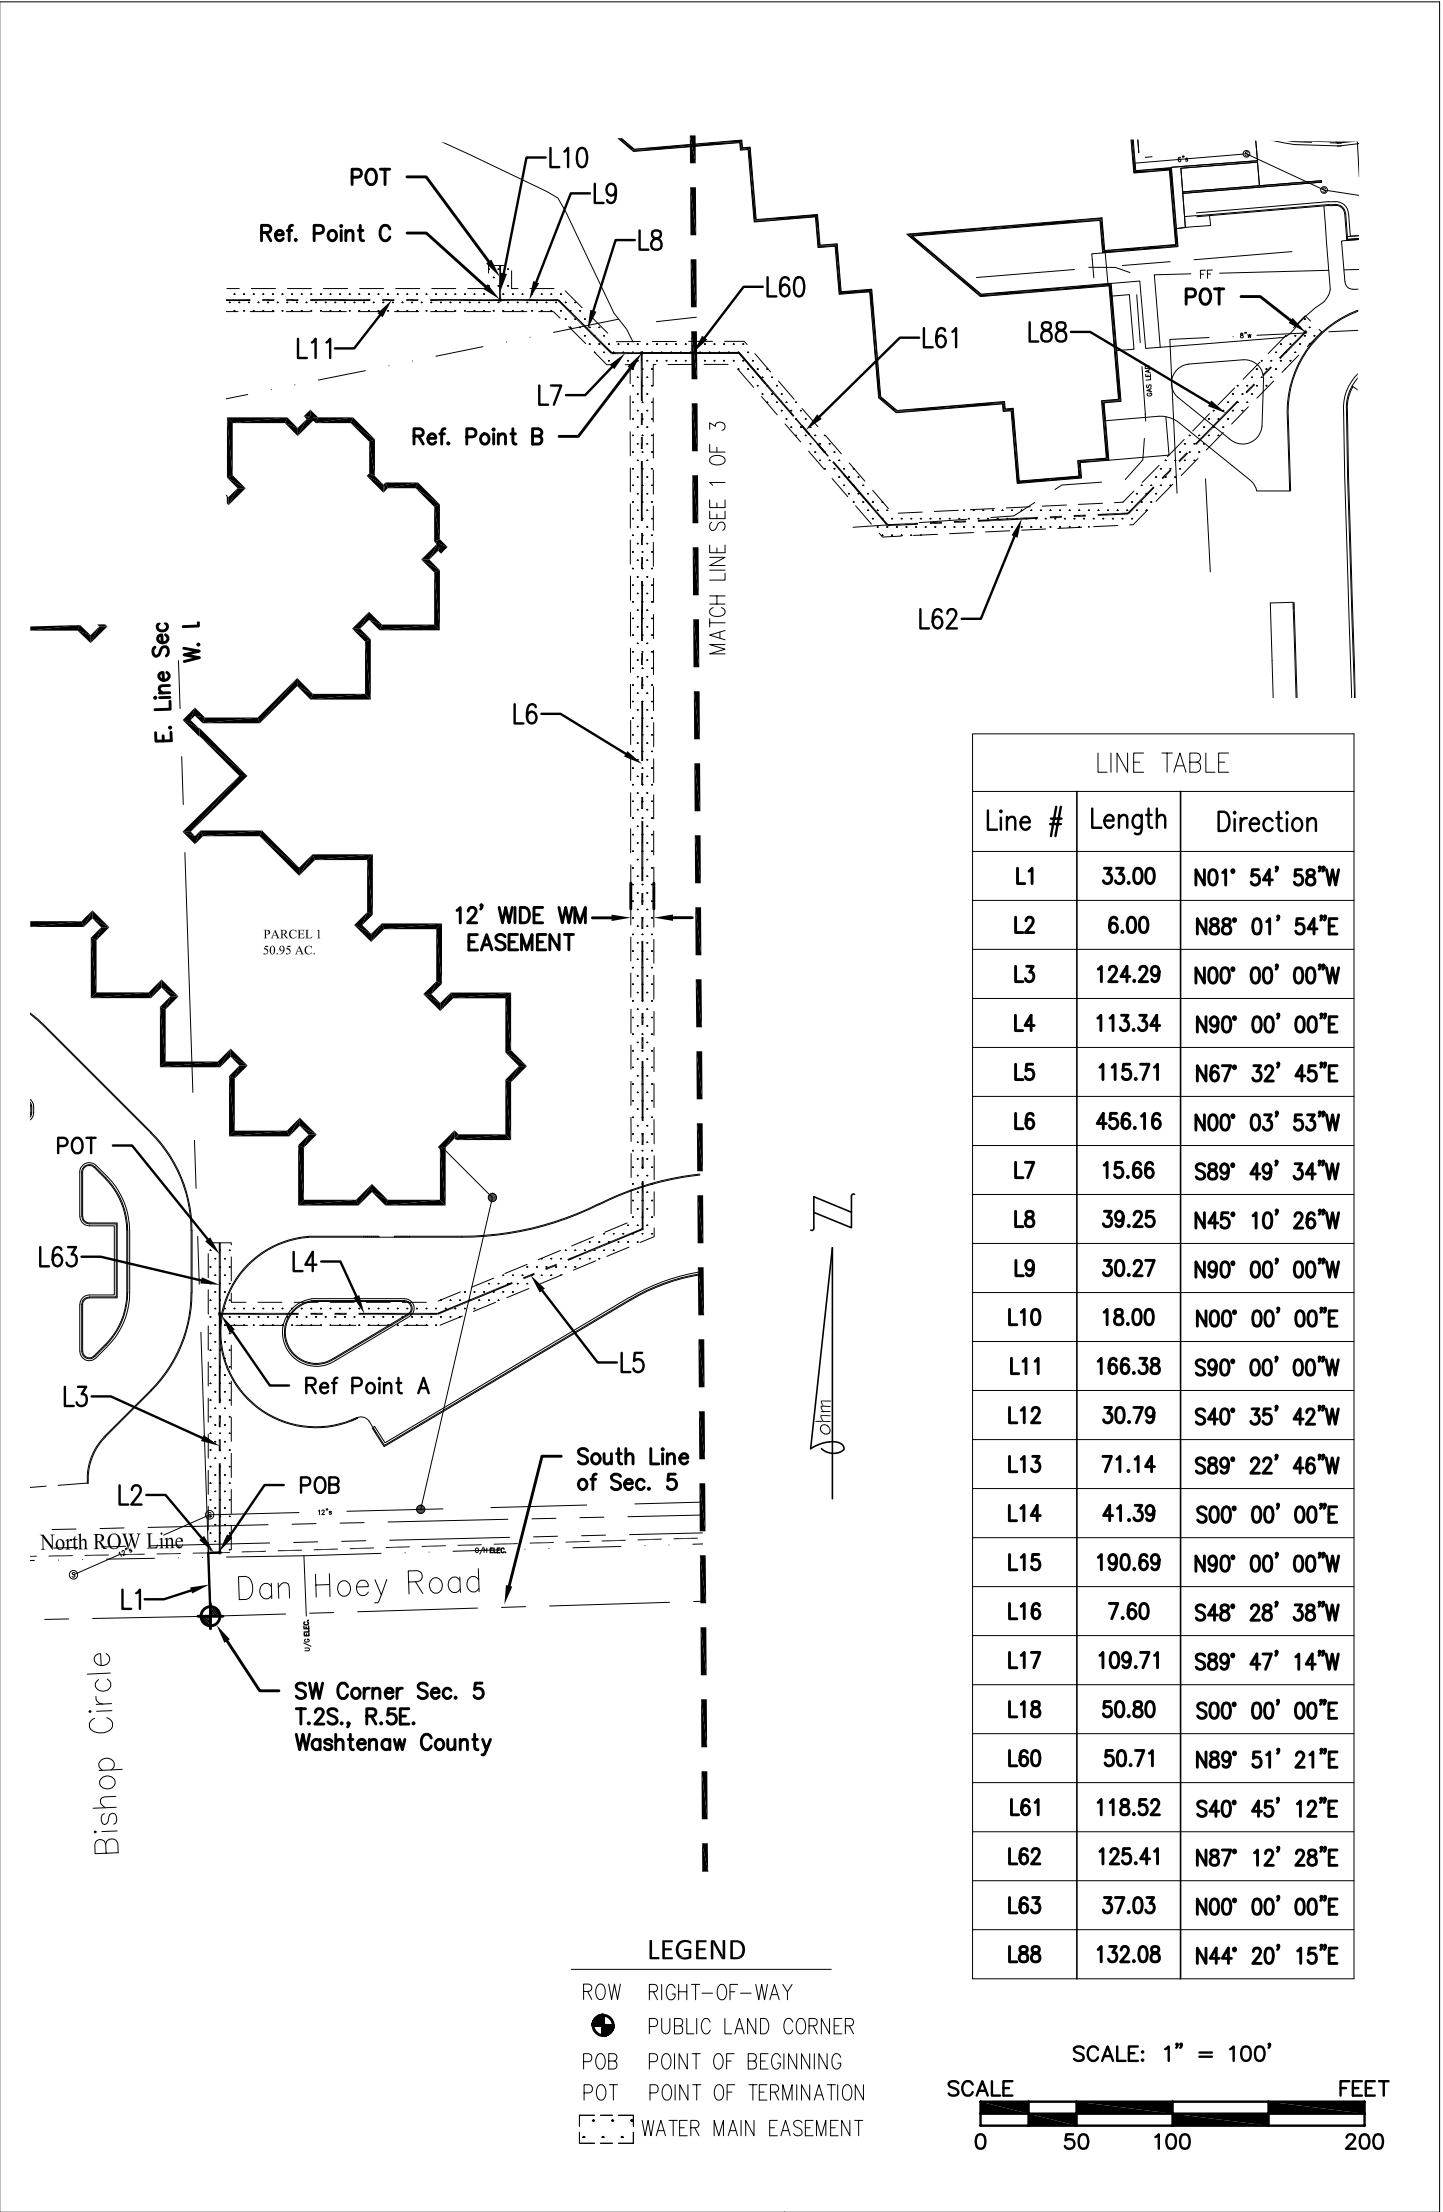 L10
POT
L9
Ref. Point C
L8
L60
FF
POT
L88
L61
L11
6"s
8"w
GAS LEAD
L7
Ref. Point B
MATCH LINE SEE 1 OF 3
L62
E. Line Sec
W. L
L6
12' WIDE WM
EASEMENT
PARCEL 1
50.95 AC.
POT
L63
L4
L5
Ref Point A
L3
South Line
of Sec. 5
L2
POB
12"s
North ROW Line
12"s
O/H ELEC.
L1
Dan Hoey Road
U/G ELEC.
SW Corner Sec. 5
T.2S., R.5E.
Washtenaw County
Bishop Circle
N
ohm
LINE TABLE
Line # Length Direction
L1 33.00 N01° 54' 58"W
L2 6.00 N88° 01' 54"E
L3 124.29 N00° 00' 00"W
L4 113.34 N90° 00' 00"E
L5 115.71 N67° 32' 45"E
L6 456.16 N00° 03' 53"W
L7 15.66 S89° 49' 34"W
L8 39.25 N45° 10' 26"W
L9 30.27 N90° 00' 00"W
L10 18.00 N00° 00' 00"E
L11 166.38 S90° 00' 00"W
L12 30.79 S40° 35' 42"W
L13 71.14 S89° 22' 46"W
L14 41.39 S00° 00' 00"E
L15 190.69 N90° 00' 00"W
L16 7.60 S48° 28' 38"W
L17 109.71 S89° 47' 14"W
L18 50.80 S00° 00' 00"E
L60 50.71 N89° 51' 21"E
L61 118.52 S40° 45' 12"E
L62 125.41 N87° 12' 28"E
L63 37.03 N00° 00' 00"E
L88 132.08 N44° 20' 15"E
LEGEND
ROW RIGHT-OF-WAY
PUBLIC LAND CORNER
POB POINT OF BEGINNING
POT POINT OF TERMINATION
WATER MAIN EASEMENT
SCALE: 1" = 100'
SCALE FEET
0 50 100 200